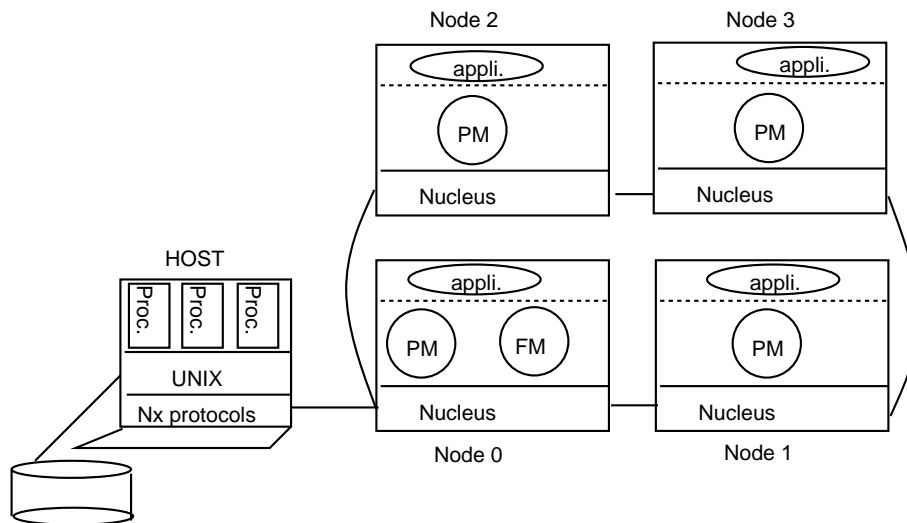 Node 2
Node 3
appli.
appli.
PM
PM
Nucleus
Nucleus
HOST
Proc.
Proc.
Proc.
UNIX
Nx protocols
appli.
appli.
PM
FM
PM
Nucleus
Nucleus
Node 0
Node 1